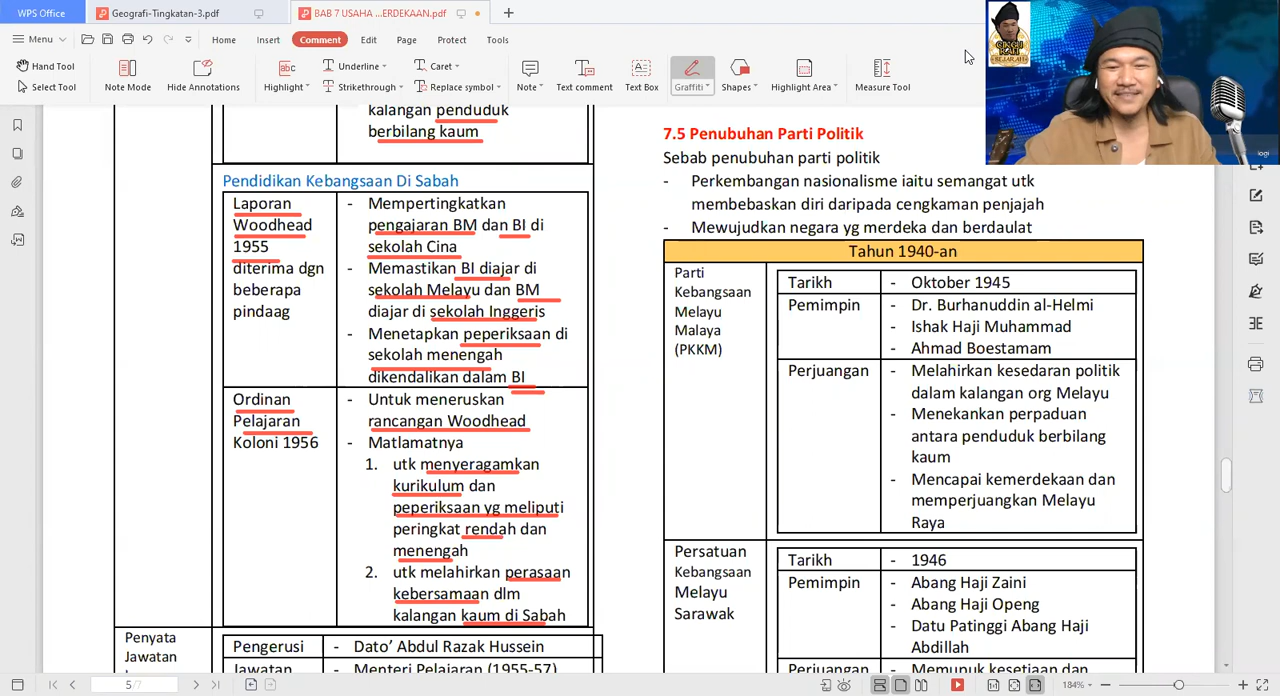 WPS Office
Geografi-Tingkatan-3.pdf
BAB 7 USAHA ...ERDEKAAN.pdf
Menu
Home
Insert
Comment
Edit
Page
Protect
Tools
Hand Tool
Select Tool
Note Mode
Hide Annotations
Highlight
Underline
Strikethrough
Caret
Replace symbol
Note
Text comment
Text Box
Graffiti
Shapes
Highlight Area
Measure Tool
CIKGU
RAH
SEJARAH
logi
kalangan penduduk
berbilang kaum
Pendidikan Kebangsaan Di Sabah
Laporan
Woodhead
1955
diterima dgn
beberapa
pindaag
- Mempertingkatkan
pengajaran BM dan BI di
sekolah Cina
- Memastikan BI diajar di
sekolah Melayu dan BM
diajar di sekolah Inggeris
- Menetapkan peperiksaan di
sekolah menengah
dikendalikan dalam BI
Ordinan
Pelajaran
Koloni 1956
- Untuk meneruskan
rancangan Woodhead
- Matlamatnya
1. utk menyeragamkan
kurikulum dan
peperiksaan yg meliputi
peringkat rendah dan
menengah
2. utk melahirkan perasaan
kebersamaan dlm
kalangan kaum di Sabah
Penyata
Jawatan
Pengerusi
- Dato’ Abdul Razak Hussein
Jawatan
- Menteri Pelajaran (1955-57)
7.5 Penubuhan Parti Politik
Sebab penubuhan parti politik
- Perkembangan nasionalisme iaitu semangat utk
membebaskan diri daripada cengkaman penjajah
- Mewujudkan negara yg merdeka dan berdaulat
Tahun 1940-an
Parti
Kebangsaan
Melayu
Malaya
(PKKM)
Tarikh
- Oktober 1945
Pemimpin
- Dr. Burhanuddin al-Helmi
- Ishak Haji Muhammad
- Ahmad Boestamam
Perjuangan
- Melahirkan kesedaran politik
dalam kalangan org Melayu
- Menekankan perpaduan
antara penduduk berbilang
kaum
- Mencapai kemerdekaan dan
memperjuangkan Melayu
Raya
Persatuan
Kebangsaan
Melayu
Sarawak
Tarikh
- 1946
Pemimpin
- Abang Haji Zaini
- Abang Haji Openg
- Datu Patinggi Abang Haji
Abdillah
Perjuangan
- Memupuk kesetiaan dan
5/7
184%